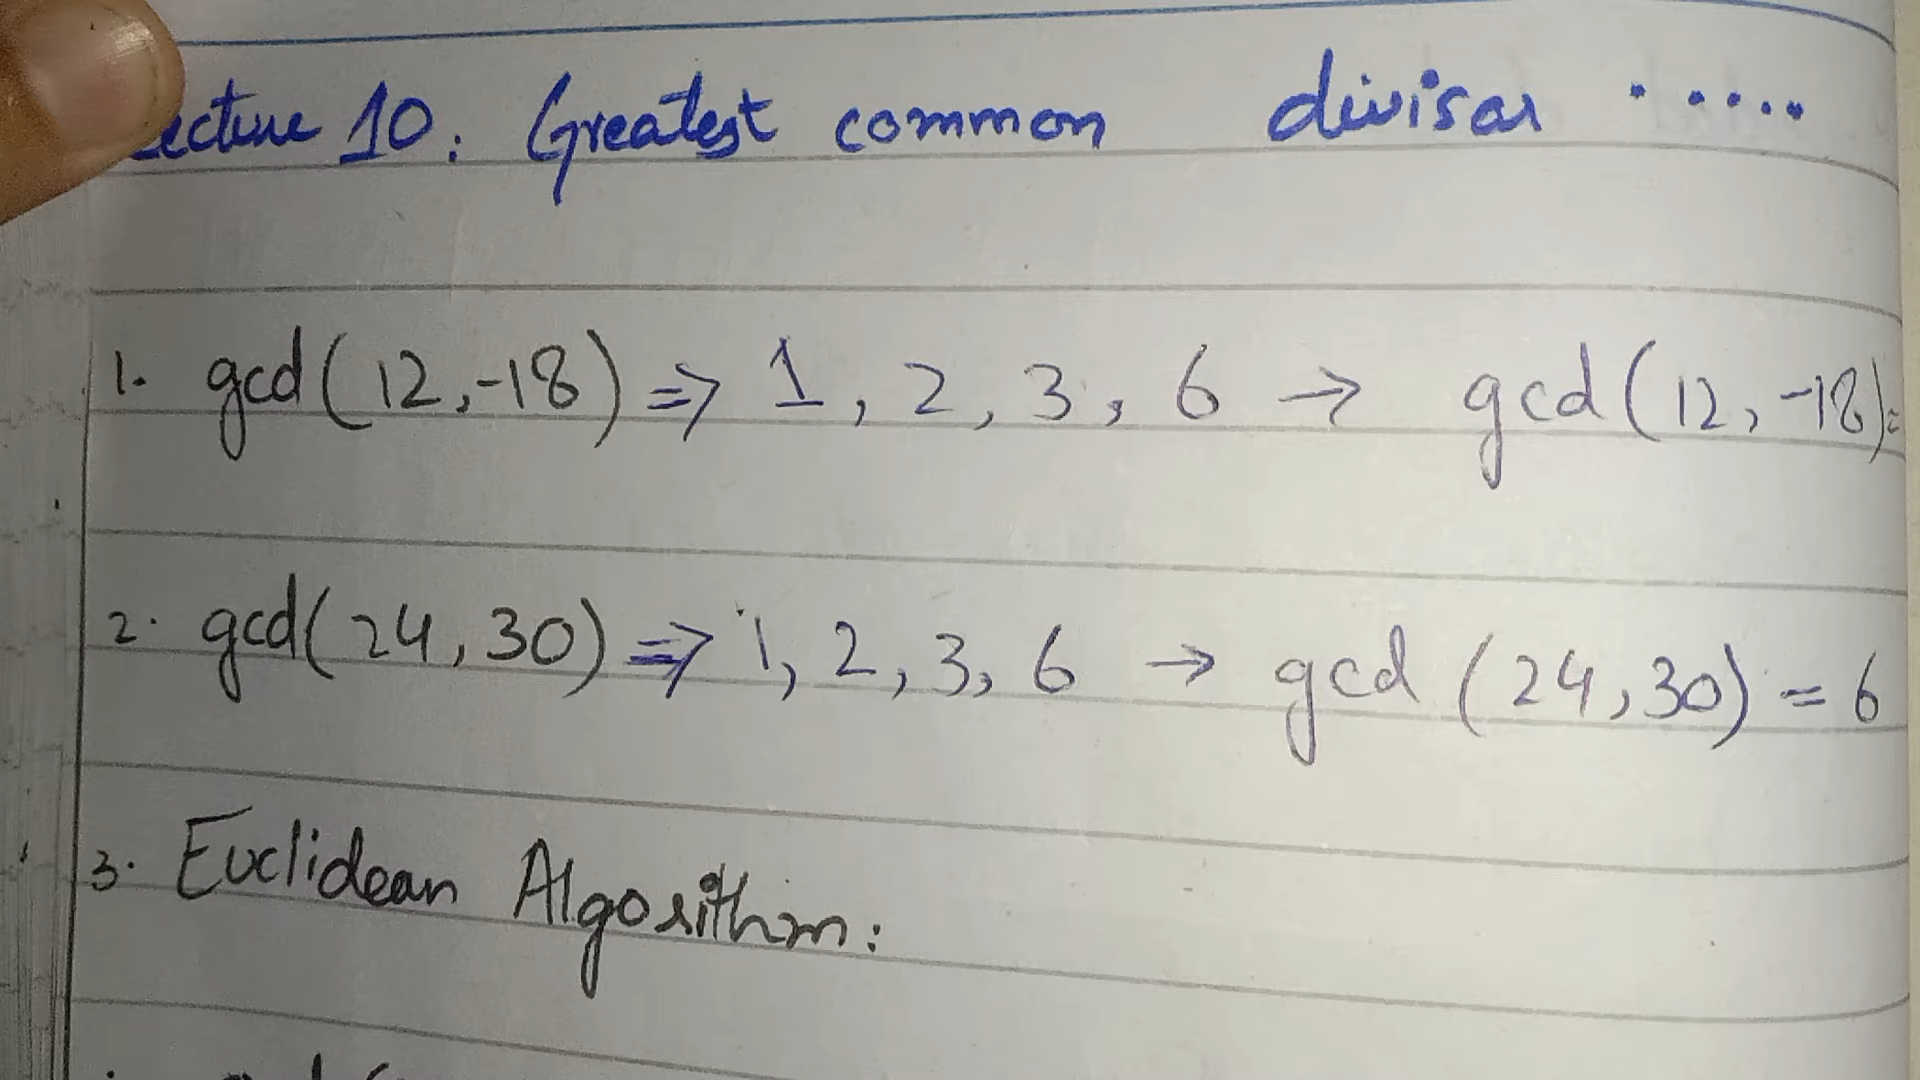 Lecture 10: Greatest common divisor .....
1. gcd(12,-18) => 1, 2, 3, 6 → gcd(12,-18)=
2. gcd(24,30) => 1, 2, 3, 6 → gcd(24,30) = 6
3. Euclidean Algorithm: